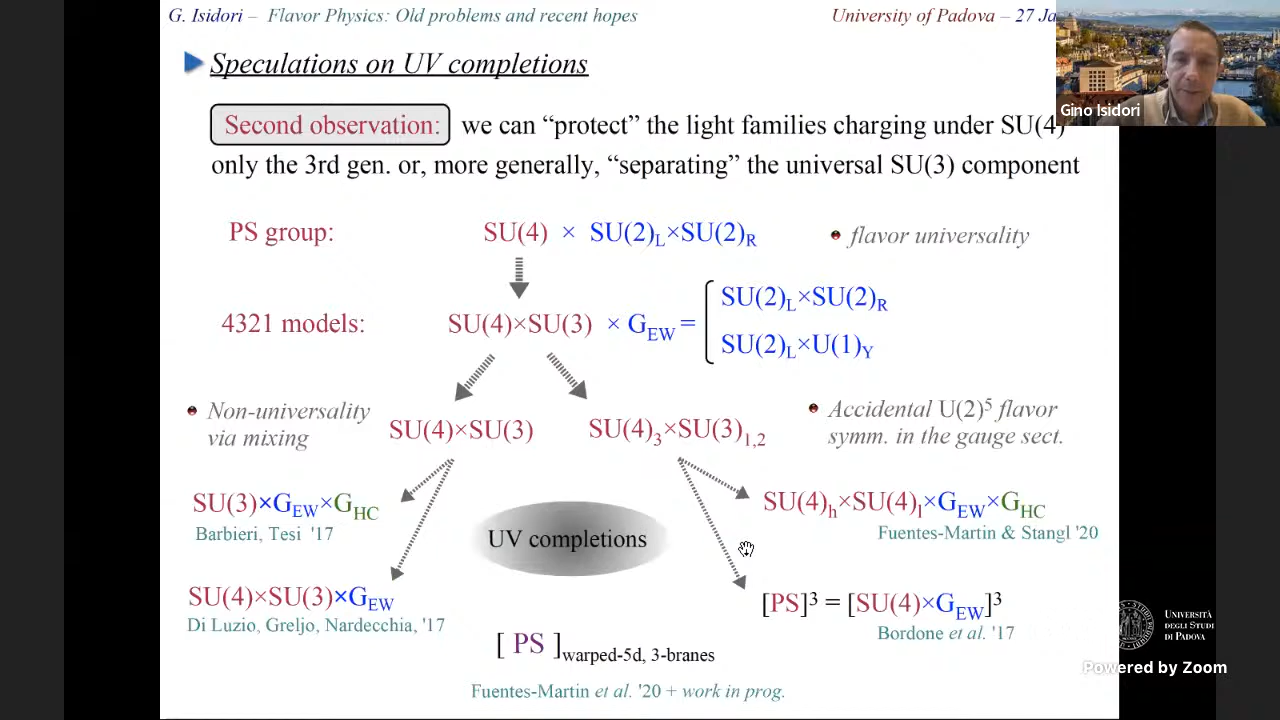 G. Isidori – Flavor Physics: Old problems and recent hopes
University of Padova – 27 Ja
Gino Isidori
Speculations on UV completions
Second observation: we can “protect” the light families charging under SU(4)
only the 3rd gen. or, more generally, “separating” the universal SU(3) component
PS group: SU(4) × SU(2)L×SU(2)R • flavor universality
SU(2)L×SU(2)R
4321 models: SU(4)×SU(3) × GEW =
SU(2)L×U(1)Y
• Non-universality
via mixing
SU(4)×SU(3)
SU(4)3×SU(3)1,2
• Accidental U(2)⁵ flavor
symm. in the gauge sect.
SU(3)×GEW×GHC
Barbieri, Tesi '17
SU(4)h×SU(4)l×GEW×GHC
Fuentes-Martin & Stangl '20
UV completions
SU(4)×SU(3)×GEW
Di Luzio, Greljo, Nardecchia, '17
[PS]³ = [SU(4)×GEW]³
Bordone et al. '17
[ PS ]warped-5d, 3-branes
Fuentes-Martin et al. '20 + work in prog.
UNIVERSITÀ
DEGLI STUDI
DI PADOVA
Powered by Zoom